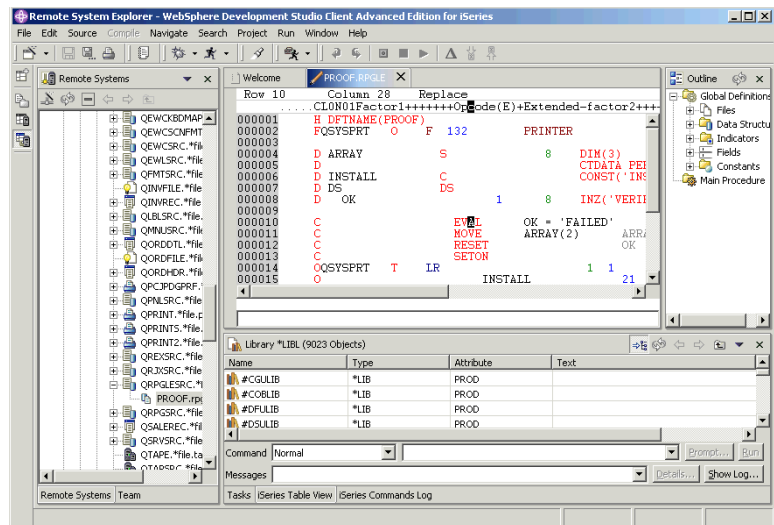 Remote System Explorer - WebSphere Development Studio Client Advanced Edition for iSeries
File Edit Source Compile Navigate Search Project Run Window Help
Remote Systems
QEWCKBDMAP
QEWCSCNFMT
QEWCSRC.*file
QEWLSRC.*file
QFMTSRC.*file
QINVFILE.*file
QINVREC.*file
QLBLSRC.*file.
QMNUSRC.*file
QORDDTL.*file
QORDFILE.*file
QORDHDR.*file
QPCJPDGPRF.*
QPNLSRC.*file
QPRINT.*file.p
QPRINTS.*file.
QPRINT2.*file.
QREXSRC.*file
QRJXSRC.*file
QRPGLESRC.*f
PROOF.rpg
QRPGSRC.*file
QSALEREC.*fil
QSRVSRC.*file
QTAPE.*file.ta
QTAPSRC.*file
Remote Systems Team
Welcome PROOF.RPGLE
Row 10 Column 28 Replace
.....CL0N01Factor1+++++++Opcode(E)+Extended-factor2++++
000001 H DFTNAME(PROOF)
000002 FQSYSPRT O F 132 PRINTER
000003
000004 D ARRAY S 8 DIM(3)
000005 D CTDATA PER
000006 D INSTALL C CONST('INS
000007 D DS DS
000008 D OK 1 8 INZ('VERIF
000009
000010 C EVAL OK = 'FAILED'
000011 C MOVE ARRAY(2) ARRA
000012 C RESET OK
000013 C SETON
000014 OQSYSPRT T LR 1 1
000015 O INSTALL 21
Outline
Global Definitions
Files
Data Structu
Indicators
Fields
Constants
Main Procedure
Library *LIBL (9023 Objects)
Name Type Attribute Text
#CGULIB *LIB PROD
#COBLIB *LIB PROD
#DFULIB *LIB PROD
#DSULIB *LIB PROD
Command Normal Prompt... Run
Messages Details... Show Log...
Tasks iSeries Table View iSeries Commands Log